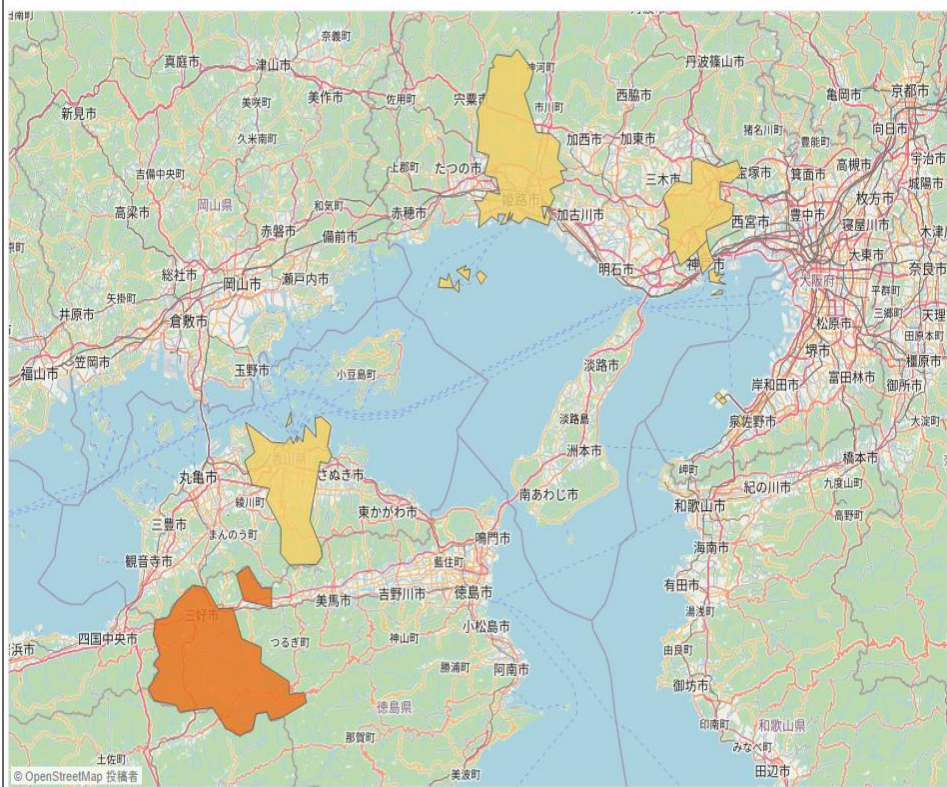 奈義町
真庭市
津山市
神河町
丹波篠山市
京都市
新見市
美咲町
美作市
佐用町
宍粟市
市川町
西脇市
亀岡市
向日市
久米南町
加西市
加東市
猪名川町
豊能町
高槻市
宇治市
吉備中央町
上郡町
たつの市
三木市
宝塚市
箕面市
城陽市
高梁市
岡山県
和気町
赤穂市
姫路市
加古川市
西宮市
豊中市
枚方市
寝屋川市
赤磐市
備前市
木津川
総社市
岡山市
瀬戸内市
明石市
神戸市
大東市
大阪府
奈良市
矢掛町
平群町
井原市
倉敷市
松原市
三郷町
天理
笠岡市
玉野市
小豆島町
淡路市
堺市
田原本町
橿原市
福山市
富田林市
御所市
岸和田市
淡路島
泉佐野市
大淀町
香川県
洲本市
橋本市
丸亀市
さぬき市
岬町
紀の川市
九度山町
綾川町
南あわじ市
和歌山市
三豊市
東かがわ市
高野町
まんのう町
鳴門市
海南市
観音寺市
藍住町
美馬市
吉野川市
徳島市
有田市
三好市
湯浅町
四国中央市
つるぎ町
神山町
小松島市
浜市
勝浦町
阿南市
由良町
御坊市
徳島県
印南町
和歌山県
那賀町
みなべ町
土佐町
美波町
田辺市
© OpenStreetMap 投稿者